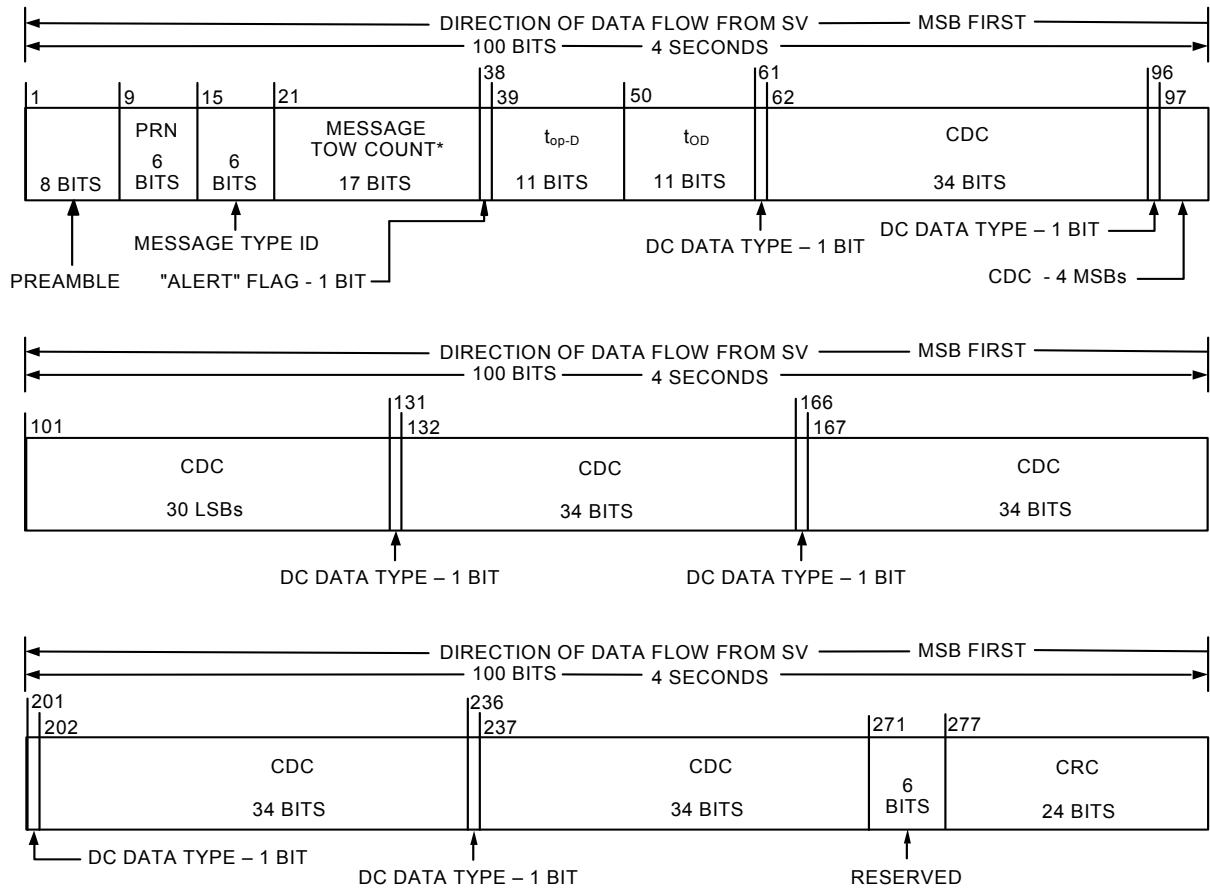 DIRECTION OF DATA FLOW FROM SV MSB FIRST
100 BITS 4 SECONDS
38 61 96
1 9 15 21 39 50 62 97
PRN MESSAGE t_op-D t_OD CDC
TOW COUNT*
8 BITS 6 BITS 6 BITS 17 BITS 11 BITS 11 BITS 34 BITS
DC DATA TYPE – 1 BIT
MESSAGE TYPE ID DC DATA TYPE – 1 BIT
PREAMBLE "ALERT" FLAG - 1 BIT CDC - 4 MSBs
DIRECTION OF DATA FLOW FROM SV MSB FIRST
100 BITS 4 SECONDS
131 166
101 132 167
CDC CDC CDC
30 LSBs 34 BITS 34 BITS
DC DATA TYPE – 1 BIT DC DATA TYPE – 1 BIT
DIRECTION OF DATA FLOW FROM SV MSB FIRST
100 BITS 4 SECONDS
201 236
202 237 271 277
CDC CDC CRC
34 BITS 34 BITS 6 BITS 24 BITS
DC DATA TYPE – 1 BIT
DC DATA TYPE – 1 BIT RESERVED